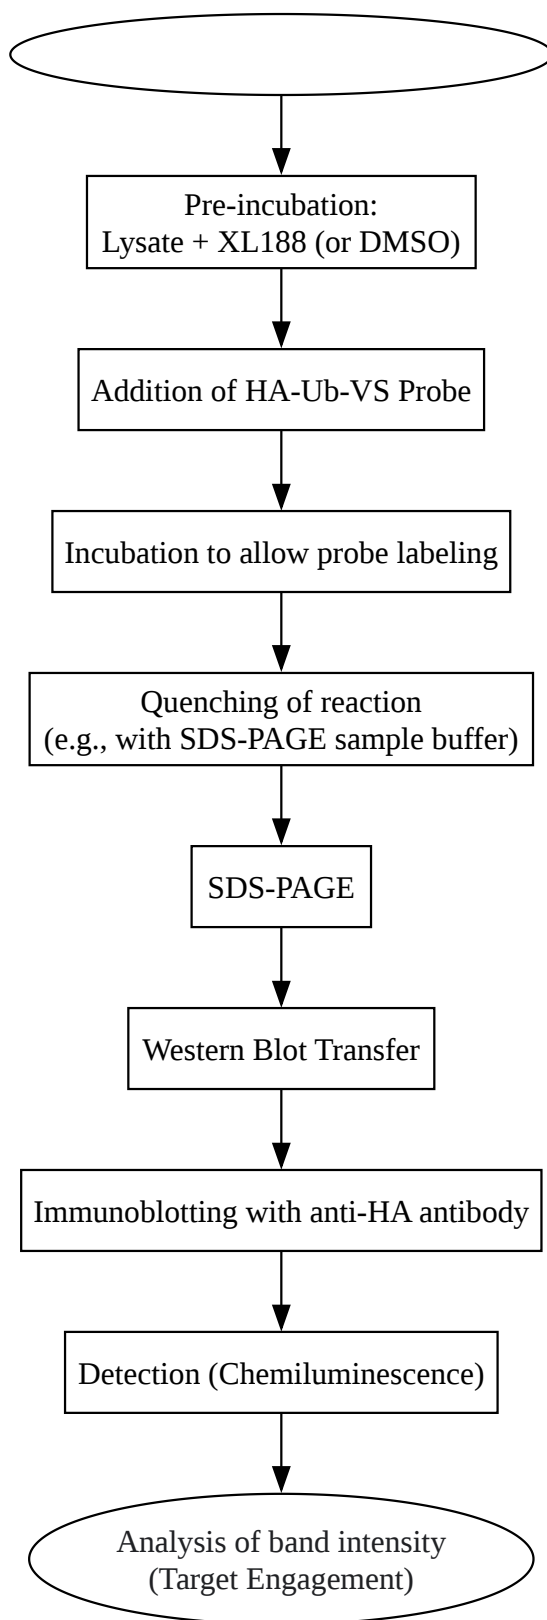 Pre-incubation:
Lysate + XL188 (or DMSO)
Addition of HA-Ub-VS Probe
Incubation to allow probe labeling
Quenching of reaction
(e.g., with SDS-PAGE sample buffer)
SDS-PAGE
Western Blot Transfer
Immunoblotting with anti-HA antibody
Detection (Chemiluminescence)
Analysis of band intensity
(Target Engagement)